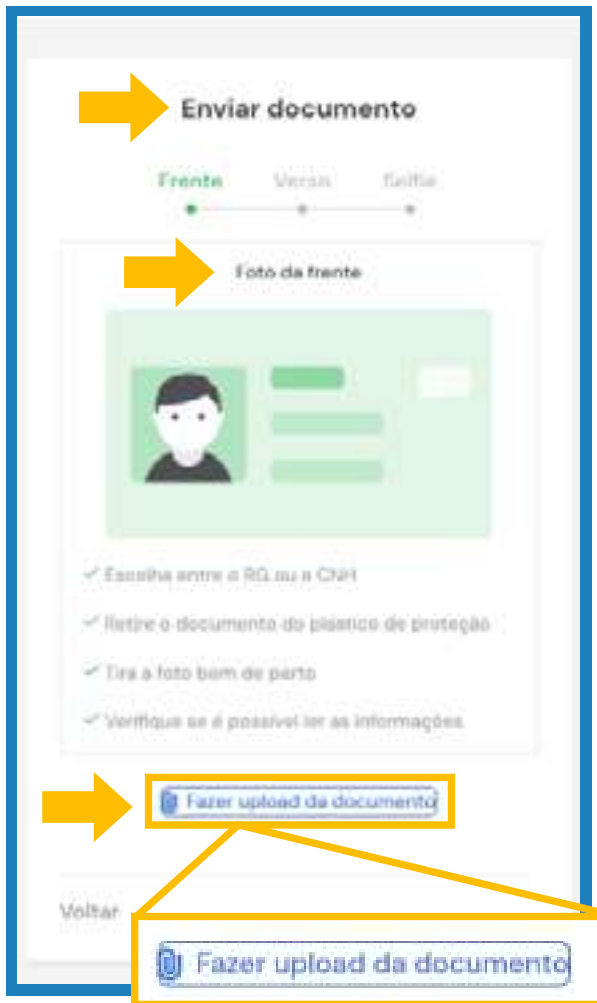 Enviar documento
Frente Verso Selfie
Foto da frente
Escolha entre o RG ou a CNH
Retire o documento do plástico de proteção
Tira a foto bem de perto
Verifique se é possível ler as informações
Fazer upload da documento
Voltar
Fazer upload da documento